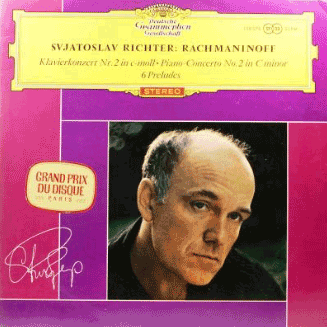 Deutsche
Grammophon
Gesellschaft
SVJATOSLAV RICHTER: RACHMANINOFF
Klavierkonzert Nr. 2 in c-moll · Piano-Concerto No. 2 in C minor
6 Preludes
STEREO
GRAND PRIX
DU DISQUE
PARIS